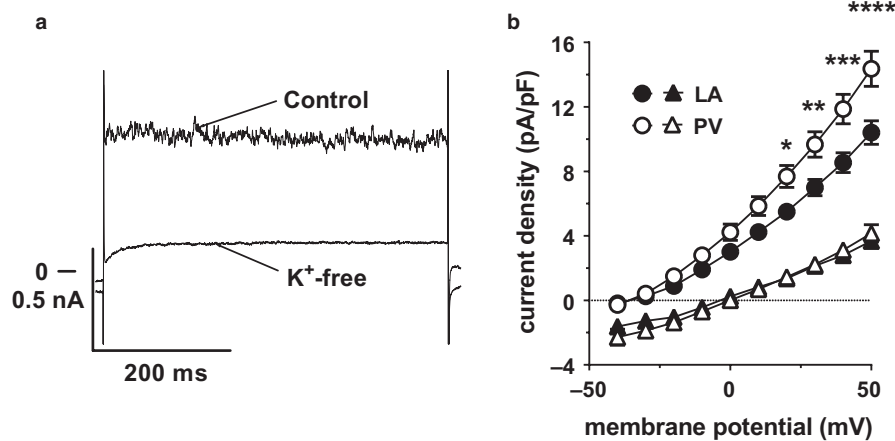 a
Control
K⁺-free
0 –
0.5 nA
200 ms
b
****
***
**
*
LA
PV
16
12
8
4
0
–4
–50
0
50
current density (pA/pF)
membrane potential (mV)